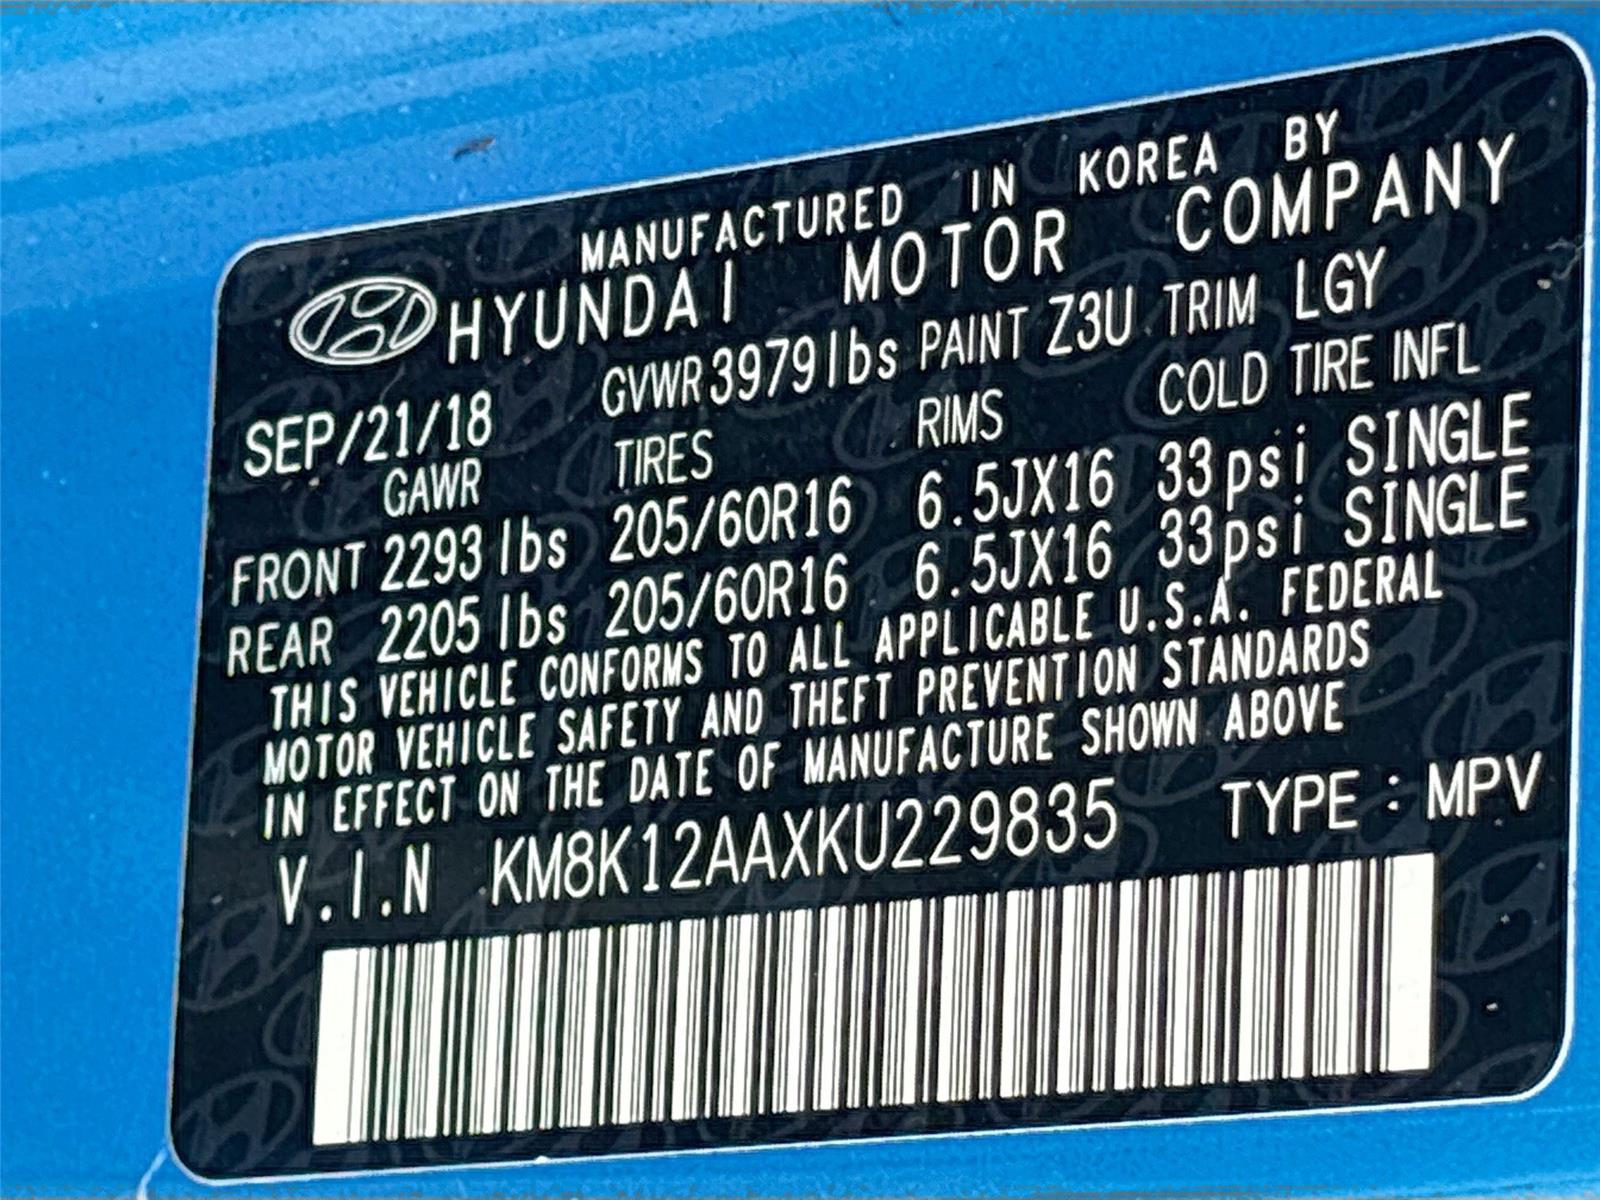 MANUFACTURED IN KOREA BY
HYUNDAI MOTOR COMPANY
SEP/21/18 GVWR 3979 lbs PAINT Z3U TRIM LGY
GAWR TIRES RIMS COLD TIRE INFL
FRONT 2293 lbs 205/60R16 6.5JX16 33psi SINGLE
REAR 2205 lbs 205/60R16 6.5JX16 33psi SINGLE
THIS VEHICLE CONFORMS TO ALL APPLICABLE U.S.A. FEDERAL
MOTOR VEHICLE SAFETY AND THEFT PREVENTION STANDARDS
IN EFFECT ON THE DATE OF MANUFACTURE SHOWN ABOVE
V.I.N KM8K12AAXKU229835 TYPE : MPV